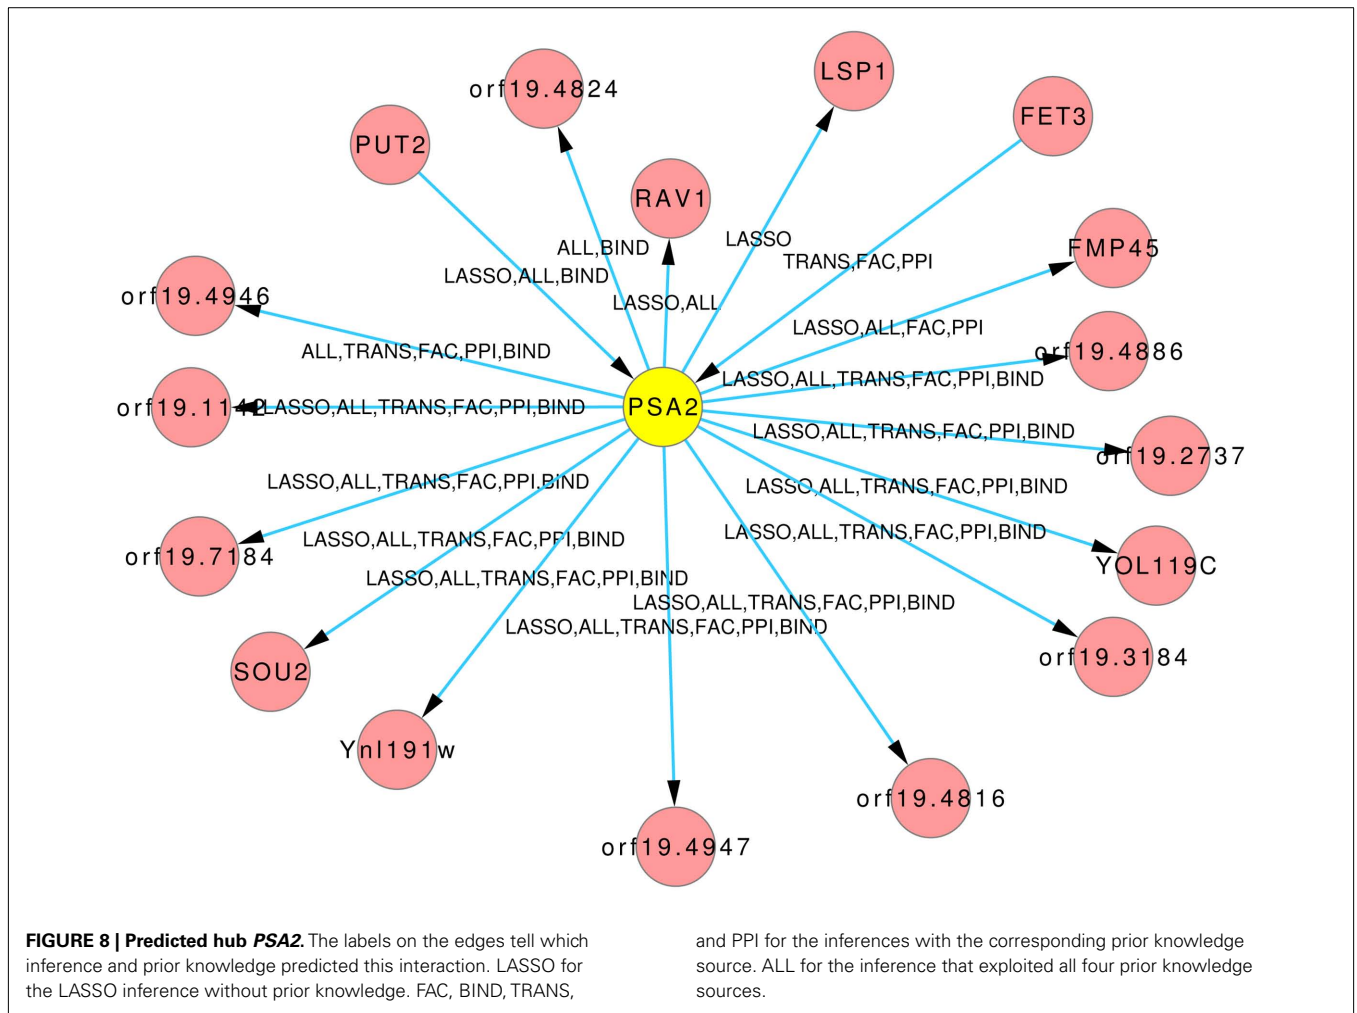 LSP1
orf19.4824
FET3
PUT2
RAV1
LASSO
ALL,BIND
FMP45
TRANS,FAC,PPI
LASSO,ALL,BIND
orf19.4946
LASSO,ALL
LASSO,ALL,FAC,PPI
ALL,TRANS,FAC,PPI,BIND
orf19.4886
LASSO,ALL,TRANS,FAC,PPI,BIND
orf19.1142
LASSO,ALL,TRANS,FAC,PPI,BIND
PSA2
LASSO,ALL,TRANS,FAC,PPI,BIND
orf19.2737
LASSO,ALL,TRANS,FAC,PPI,BIND
LASSO,ALL,TRANS,FAC,PPI,BIND
LASSO,ALL,TRANS,FAC,PPI,BIND
LASSO,ALL,TRANS,FAC,PPI,BIND
orf19.7184
YOL119C
LASSO,ALL,TRANS,FAC,PPI,BIND
LASSO,ALL,TRANS,FAC,PPI,BIND
LASSO,ALL,TRANS,FAC,PPI,BIND
orf19.3184
SOU2
Ynl191w
orf19.4816
orf19.4947
FIGURE 8 | Predicted hub PSA2. The labels on the edges tell which
inference and prior knowledge predicted this interaction. LASSO for
the LASSO inference without prior knowledge. FAC, BIND, TRANS,
and PPI for the inferences with the corresponding prior knowledge
source. ALL for the inference that exploited all four prior knowledge
sources.